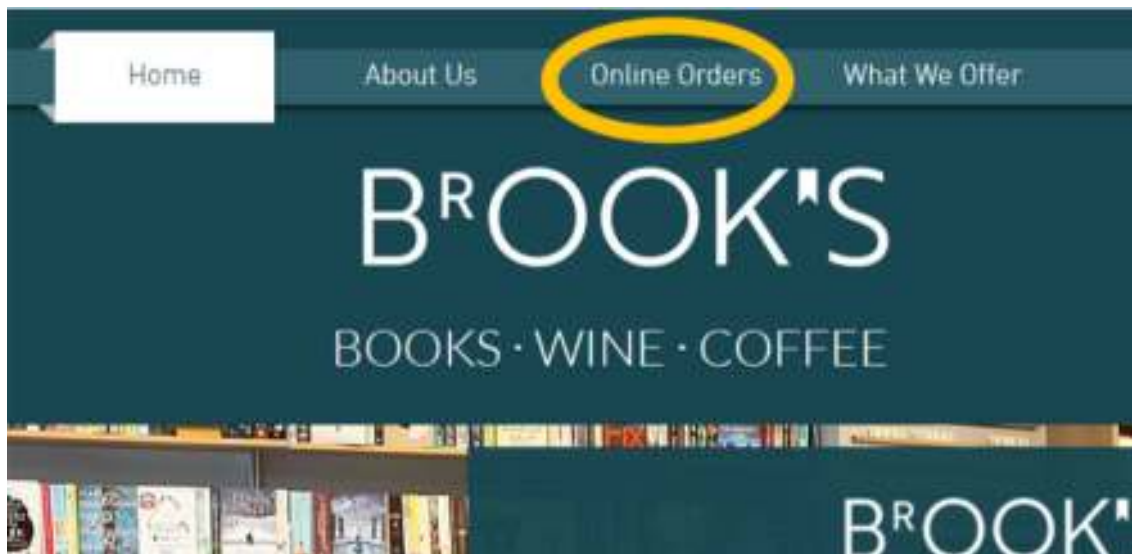 Home About Us Online Orders What We Offer
BROOK'S
BOOKS · WINE · COFFEE
BROOK'